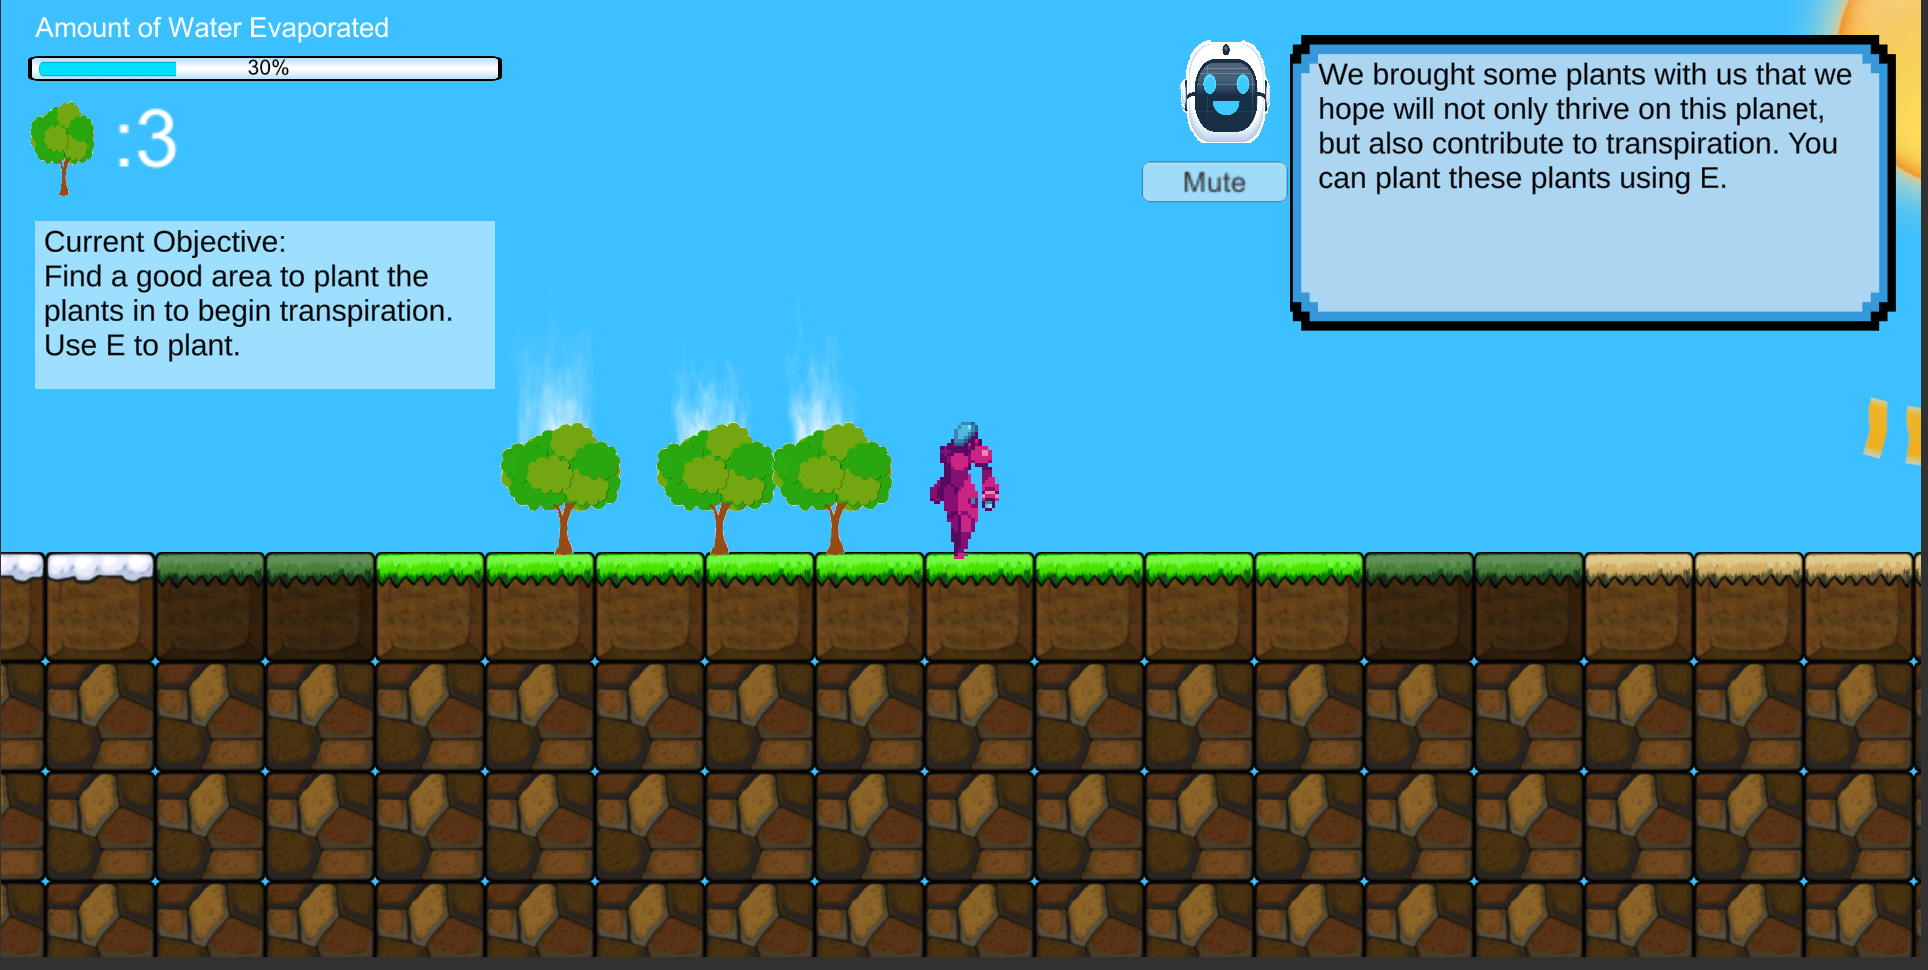 Amount of Water Evaporated
30%
:3
Current Objective:
Find a good area to plant the
plants in to begin transpiration.
Use E to plant.
Mute
We brought some plants with us that we
hope will not only thrive on this planet,
but also contribute to transpiration. You
can plant these plants using E.